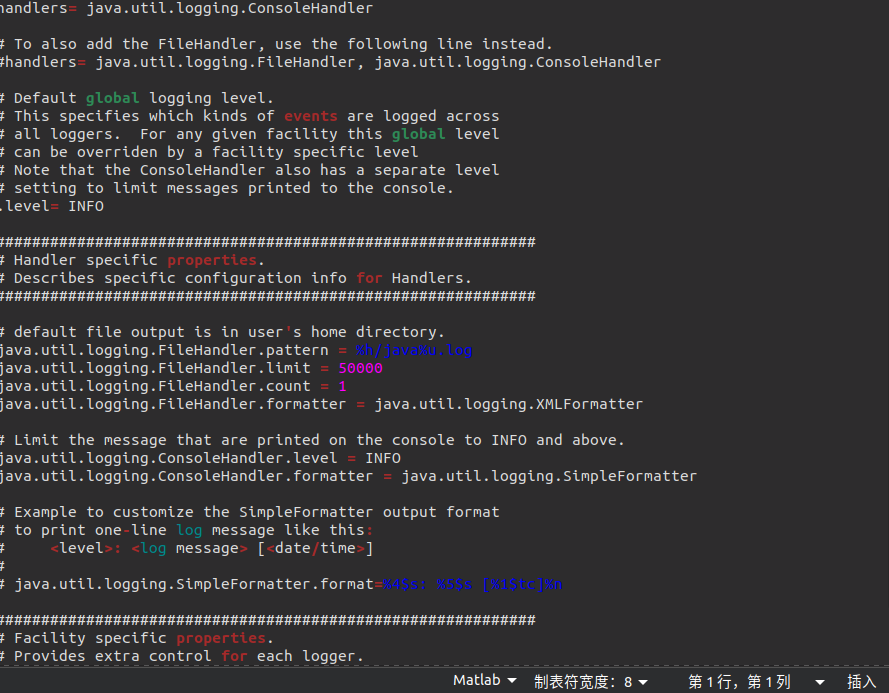 handlers= java.util.logging.ConsoleHandler
# To also add the FileHandler, use the following line instead.
#handlers= java.util.logging.FileHandler, java.util.logging.ConsoleHandler
# Default global logging level.
# This specifies which kinds of events are logged across
# all loggers.  For any given facility this global level
# can be overriden by a facility specific level
# Note that the ConsoleHandler also has a separate level
# setting to limit messages printed to the console.
.level= INFO
############################################################
# Handler specific properties.
# Describes specific configuration info for Handlers.
############################################################
# default file output is in user's home directory.
java.util.logging.FileHandler.pattern = %h/java%u.log
java.util.logging.FileHandler.limit = 50000
java.util.logging.FileHandler.count = 1
java.util.logging.FileHandler.formatter = java.util.logging.XMLFormatter
# Limit the message that are printed on the console to INFO and above.
java.util.logging.ConsoleHandler.level = INFO
java.util.logging.ConsoleHandler.formatter = java.util.logging.SimpleFormatter
# Example to customize the SimpleFormatter output format
# to print one-line log message like this:
#     <level>: <log message> [<date/time>]
#
# java.util.logging.SimpleFormatter.format=%4$s: %5$s [%1$tc]%n
############################################################
# Facility specific properties.
# Provides extra control for each logger.
Matlab 制表符宽度：8 第 1 行，第 1 列 插入